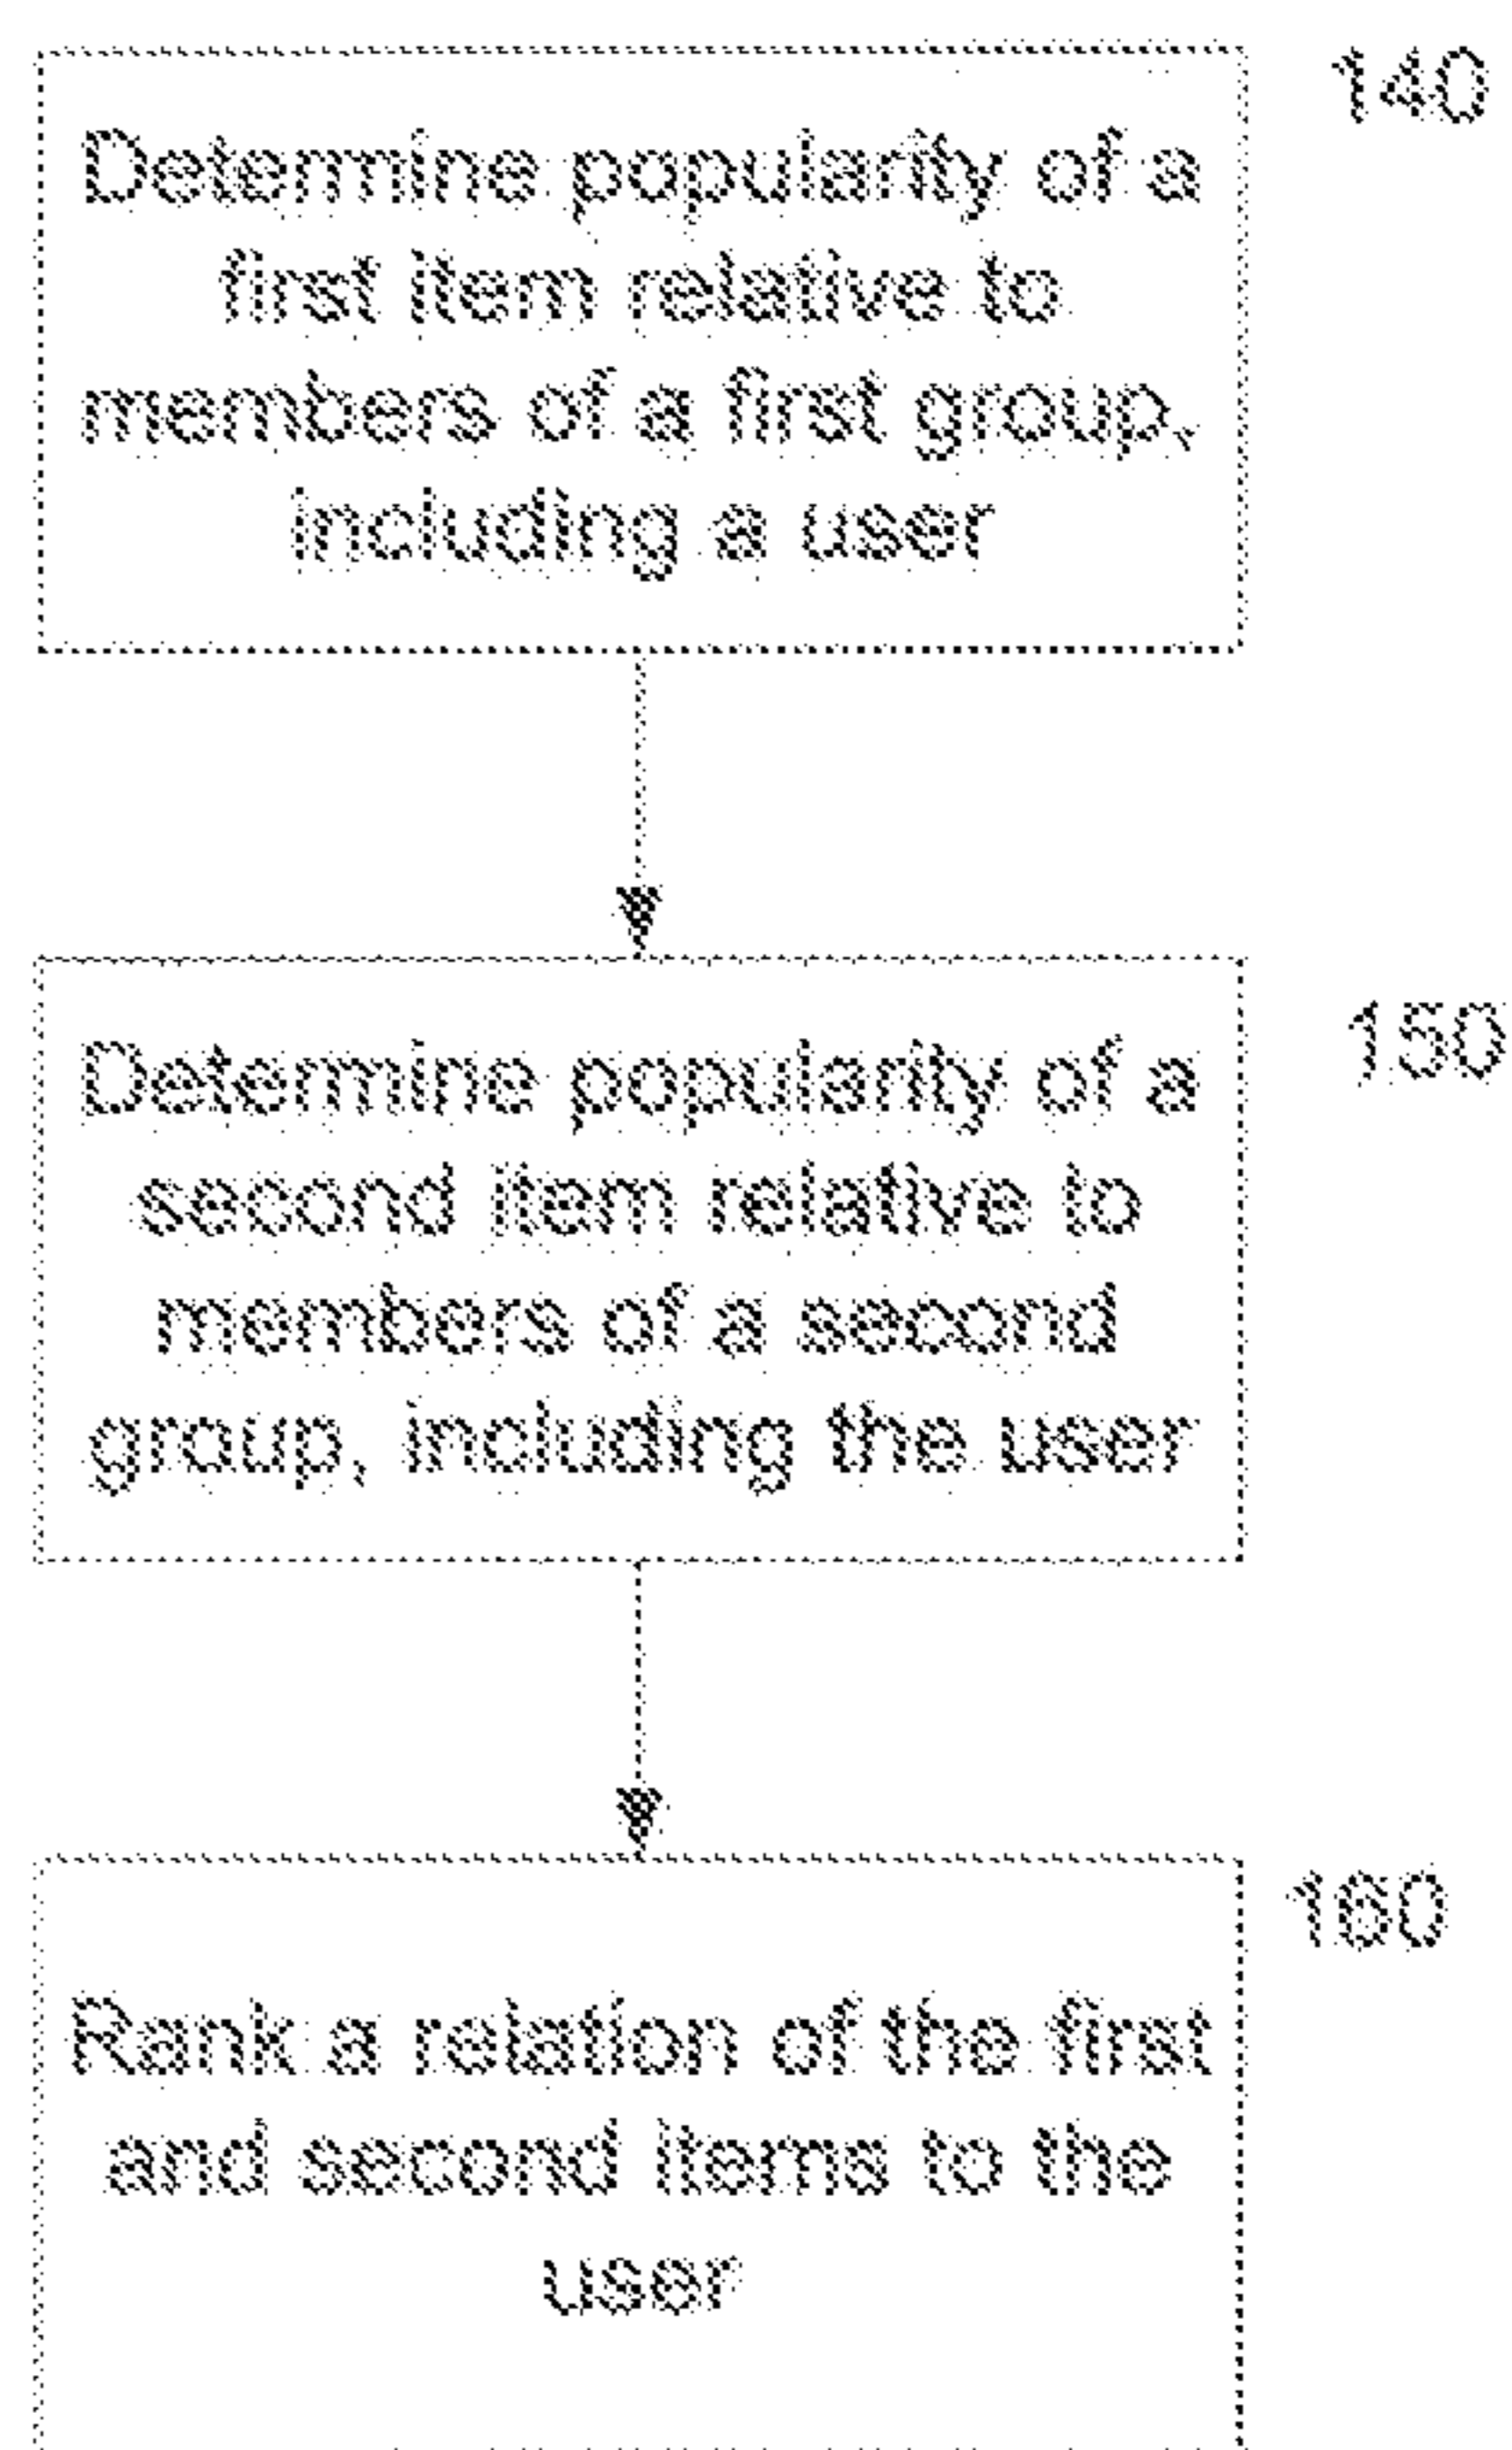 140
Determine popularity of a
first item relative to
members of a first group,
including a user
150
Determine popularity of a
second item relative to
members of a second
group, including the user
160
Rank a relation of the first
and second items to the
user